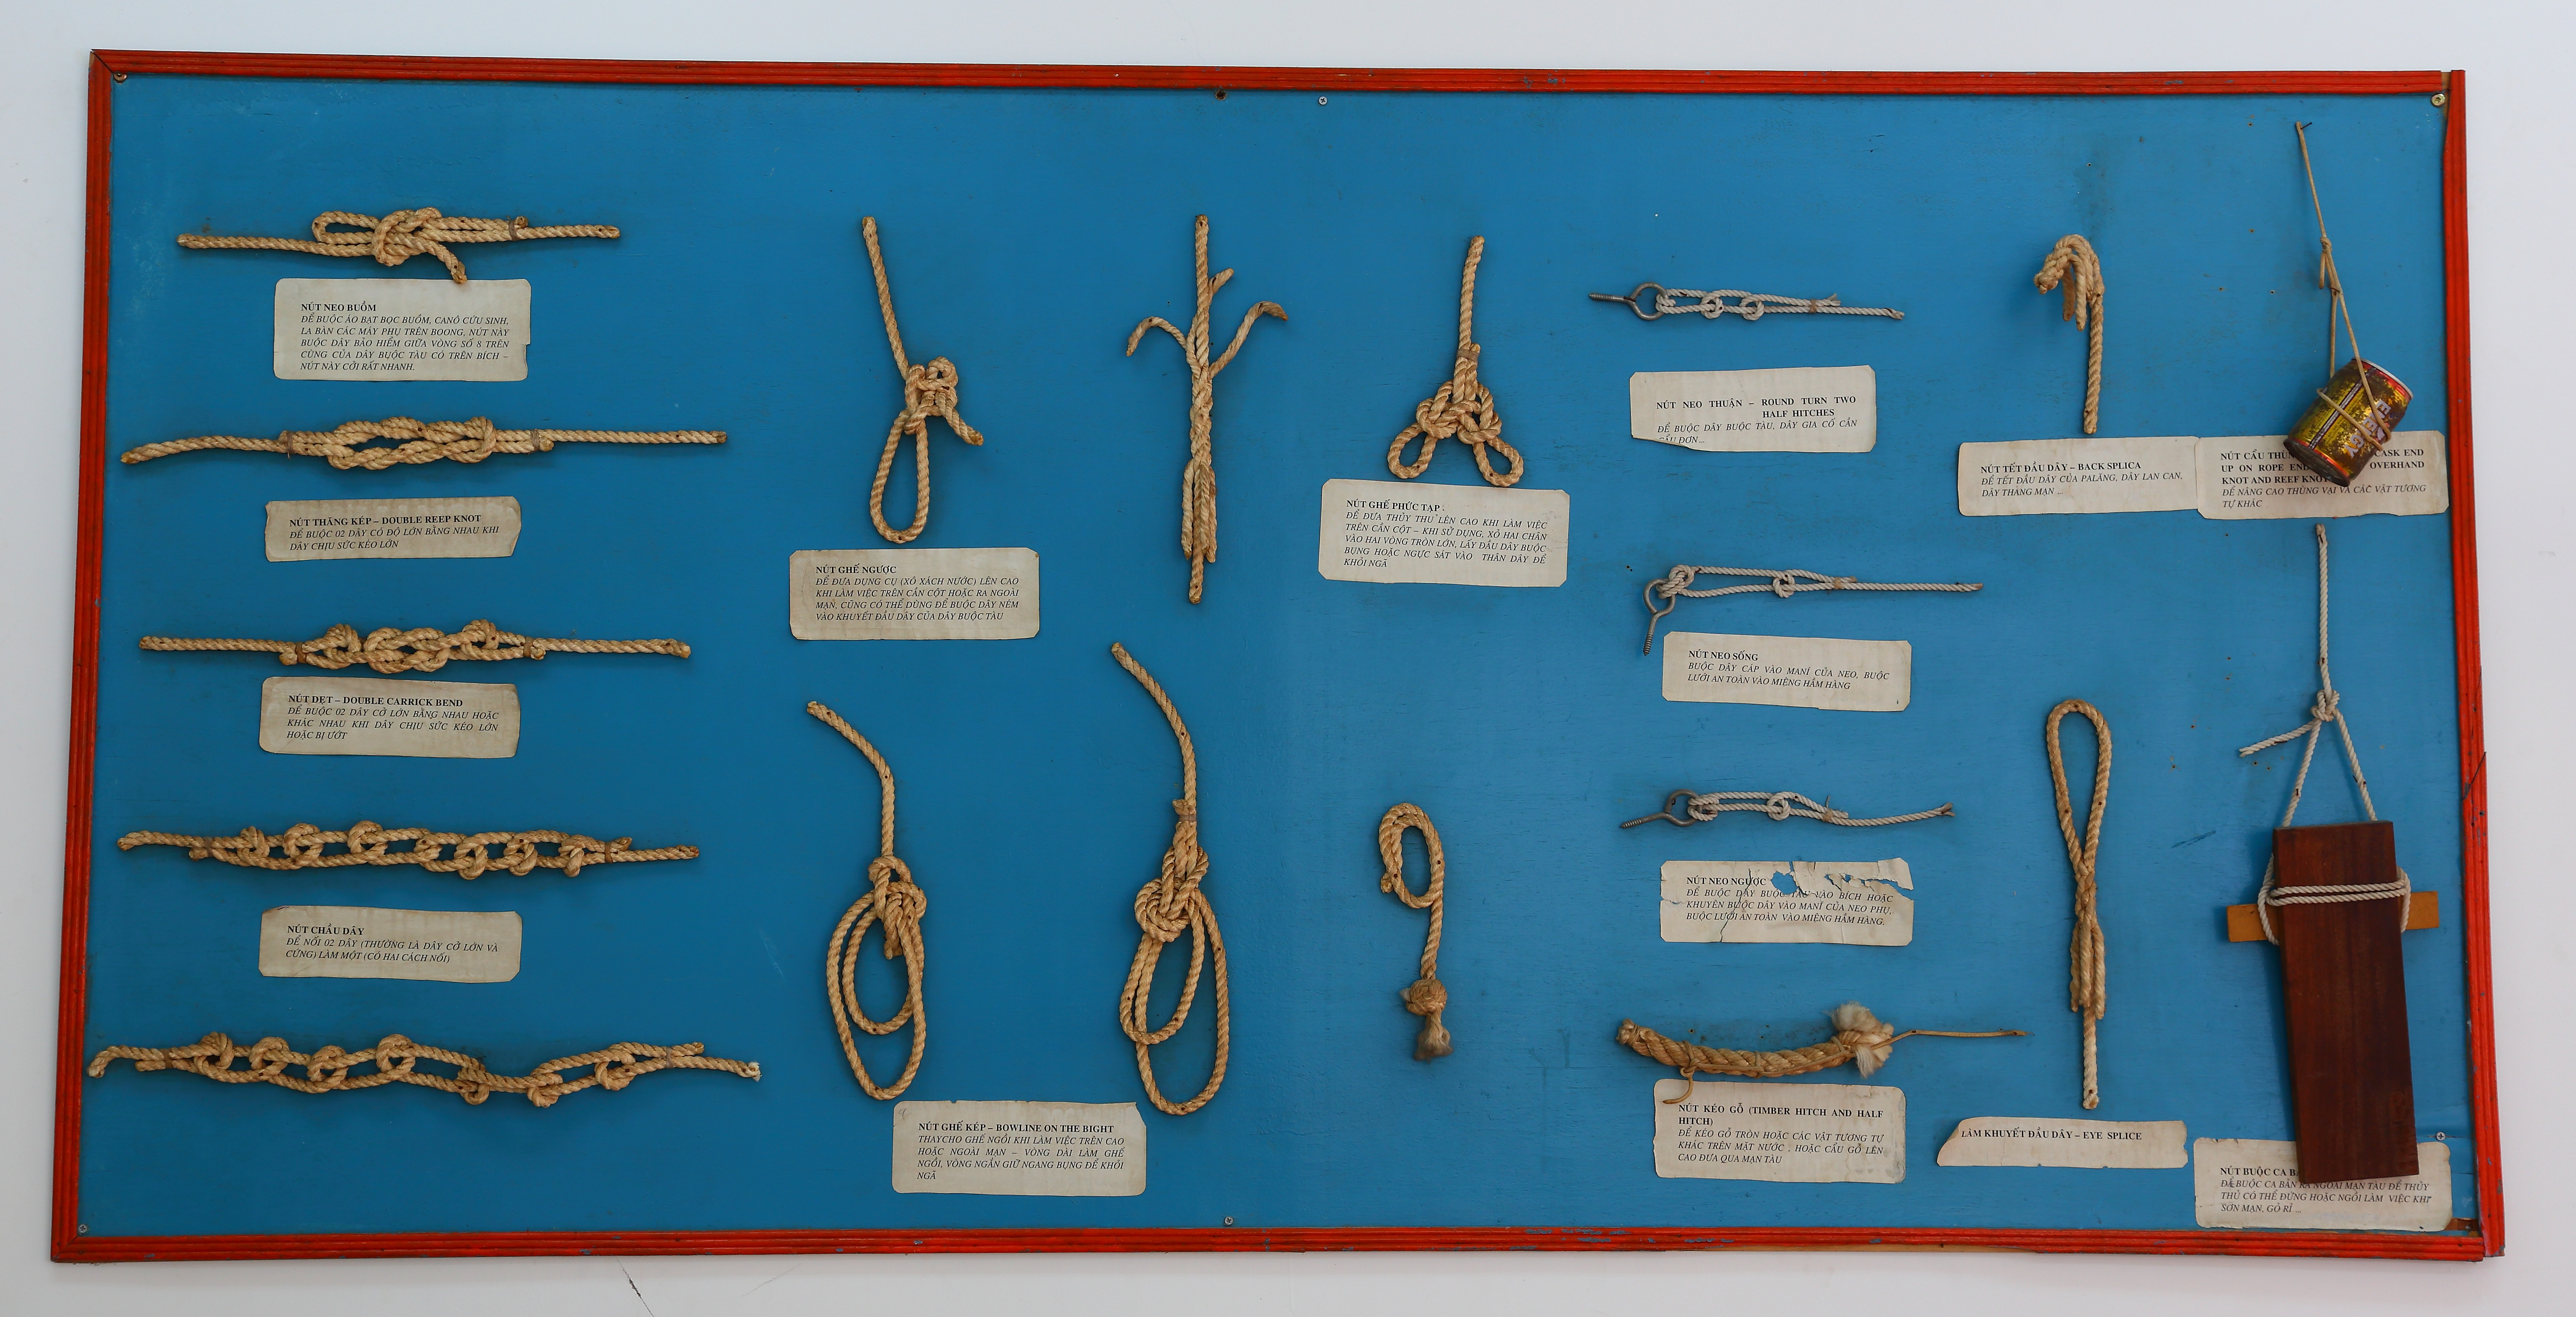 NÚT NEO BUỒM
ĐỂ BUỘC ÁO BẠT BỌC BUỒM, CANÔ CỨU SINH,
LA BÀN CÁC MÁY PHỤ TRÊN BOONG, NÚT NÀY
BUỘC DÂY BẢO HIỂM GIỮA VÒNG SỐ 8 TRÊN
CÙNG CỦA DÂY BUỘC TÀU CÓ TRÊN BÍCH –
NÚT NÀY CỞI RẤT NHANH.
NÚT THĂNG KÉP – DOUBLE REEP KNOT
ĐỂ BUỘC 02 DÂY CÓ ĐỘ LỚN BẰNG NHAU KHI
DÂY CHỊU SỨC KÉO LỚN
NÚT DẸT – DOUBLE CARRICK BEND
ĐỂ BUỘC 02 DÂY CỞ LỚN BẰNG NHAU HOẶC
KHÁC NHAU KHI DÂY CHỊU SỨC KÉO LỚN
HOẶC BỊ ƯỚT
NÚT CHẦU DÂY
ĐỂ NỐI 02 DÂY (THƯỜNG LÀ DÂY CỞ LỚN VÀ
CỨNG) LÀM MỘT (CÓ HAI CÁCH NỐI)
NÚT GHẾ NGƯỢC
ĐỂ ĐƯA DỤNG CỤ (XÔ XÁCH NƯỚC) LÊN CAO
KHI LÀM VIỆC TRÊN CẦN CỘT HOẶC RA NGOÀI
MẠN, CŨNG CÓ THỂ DÙNG ĐỂ BUỘC DÂY NÉM
VÀO KHUYẾT ĐẦU DÂY CỦA DÂY BUỘC TÀU
NÚT GHẾ KÉP – BOWLINE ON THE BIGHT
THAYCHO GHẾ NGỒI KHI LÀM VIỆC TRÊN CAO
HOẶC NGOÀI MẠN – VÒNG DÀI LÀM GHẾ
NGỒI, VÒNG NGẮN GIỮ NGANG BỤNG ĐỂ KHỎI
NGÃ
NÚT GHẾ PHỨC TẠP
ĐỂ ĐƯA THỦY THỦ LÊN CAO KHI LÀM VIỆC
TRÊN CẦN CỘT – KHI SỬ DỤNG, XỎ HAI CHÂN
VÀO HAI VÒNG TRÒN LỚN, LẤY ĐẦU DÂY BUỘC
BỤNG HOẶC NGỰC SÁT VÀO THÂN DÂY ĐỂ
KHỎI NGÃ
NÚT NEO THUẬN – ROUND TURN TWO
HALF HITCHES
ĐỂ BUỘC DÂY BUỘC TÀU, DÂY GIA CỐ CẦN
CẨU ĐƠN...
NÚT NEO SỐNG
BUỘC DÂY CÁP VÀO MANÍ CỦA NEO, BUỘC
LƯỚI AN TOÀN VÀO MIỆNG HẦM HÀNG
NÚT NEO NGƯỢC
ĐỂ BUỘC DÂY BUỘC TÀU VÀO BÍCH HOẶC
KHUYÊN BUỘC DÂY VÀO MANÍ CỦA NEO PHỤ,
BUỘC LƯỚI AN TOÀN VÀO MIỆNG HẦM HÀNG.
NÚT KÉO GỖ (TIMBER HITCH AND HALF
HITCH)
ĐỂ KÉO GỖ TRÒN HOẶC CÁC VẬT TƯƠNG TỰ
KHÁC TRÊN MẶT NƯỚC , HOẶC CẨU GỖ LÊN
CAO ĐƯA QUA MẠN TÀU
NÚT TẾT ĐẦU DÂY – BACK SPLICA
ĐỂ TẾT ĐẦU DÂY CỦA PALĂNG, DÂY LAN CAN,
DÂY THANG MẠN ...
NÚT CẨU CASK END
UP ON ROPE OVERHAND
KNOT AND REEF KNOT
ĐỂ NÂNG CAO THÙNG VẠI VÀ CÁC VẬT TƯƠNG
TỰ KHÁC
LÀM KHUYẾT ĐẦU DÂY – EYE SPLICE
NÚT BUỘC CA
ĐỂ BUỘC CA BẢN RA NGOÀI MẠN TÀU ĐỂ THỦY
THỦ CÓ THỂ ĐỨNG HOẶC NGỒI LÀM VIỆC KHI
SƠN MẠN, GỎ RỈ ...